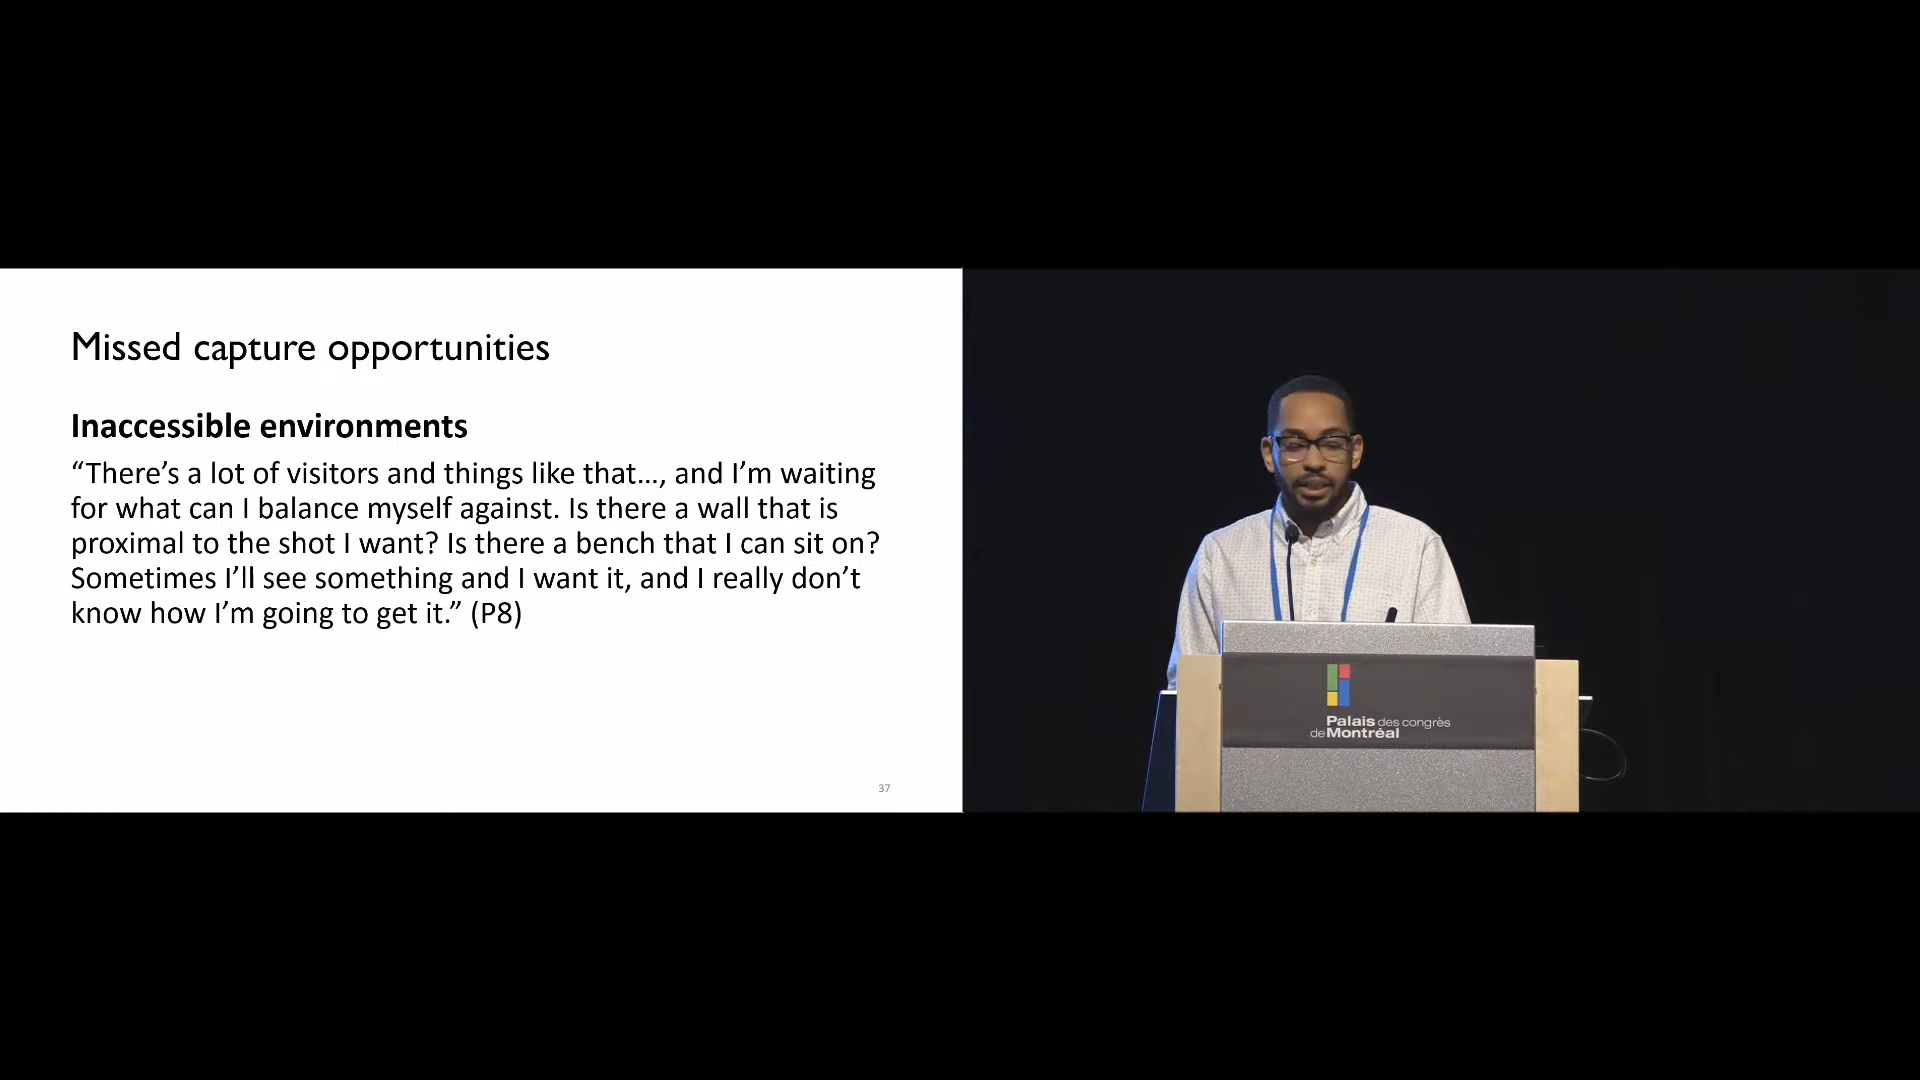 Missed capture opportunities
Inaccessible environments
“There’s a lot of visitors and things like that…, and I’m waiting
for what can I balance myself against. Is there a wall that is
proximal to the shot I want? Is there a bench that I can sit on?
Sometimes I’ll see something and I want it, and I really don’t
know how I’m going to get it.” (P8)
37
Palais des congrès
de Montréal